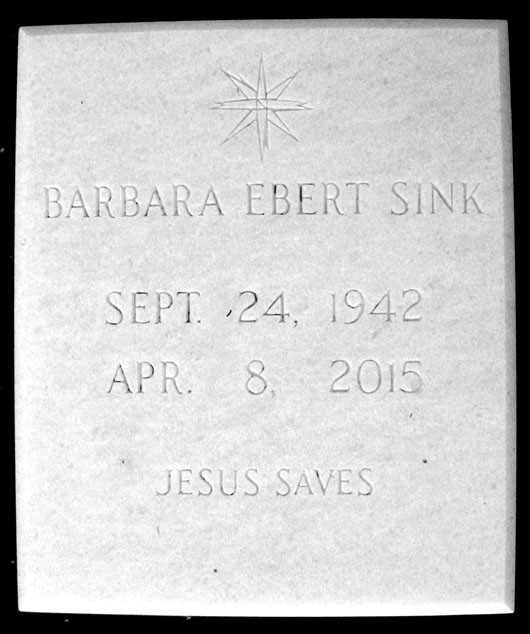 BARBARA EBERT SINK
SEPT. 24, 1942
APR. 8, 2015
JESUS SAVES